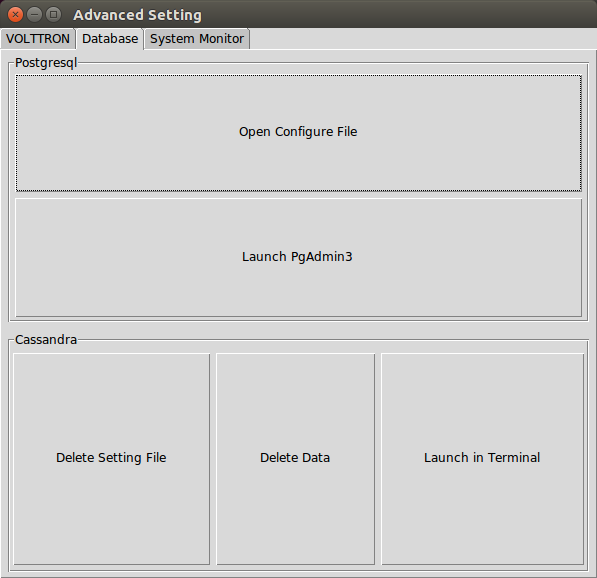 Advanced Setting
VOLTTRON Database System Monitor
Postgresql
Open Configure File
Launch PgAdmin3
Cassandra
Delete Setting File Delete Data Launch in Terminal